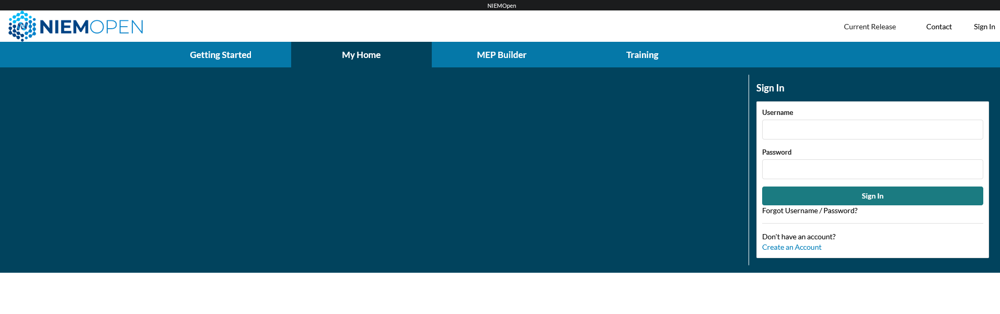 NIEMOpen
NIEMOPEN
Current Release Contact Sign In
Getting Started My Home MEP Builder Training
Sign In
Username
Password
Sign In
Forgot Username / Password?
Don't have an account?
Create an Account